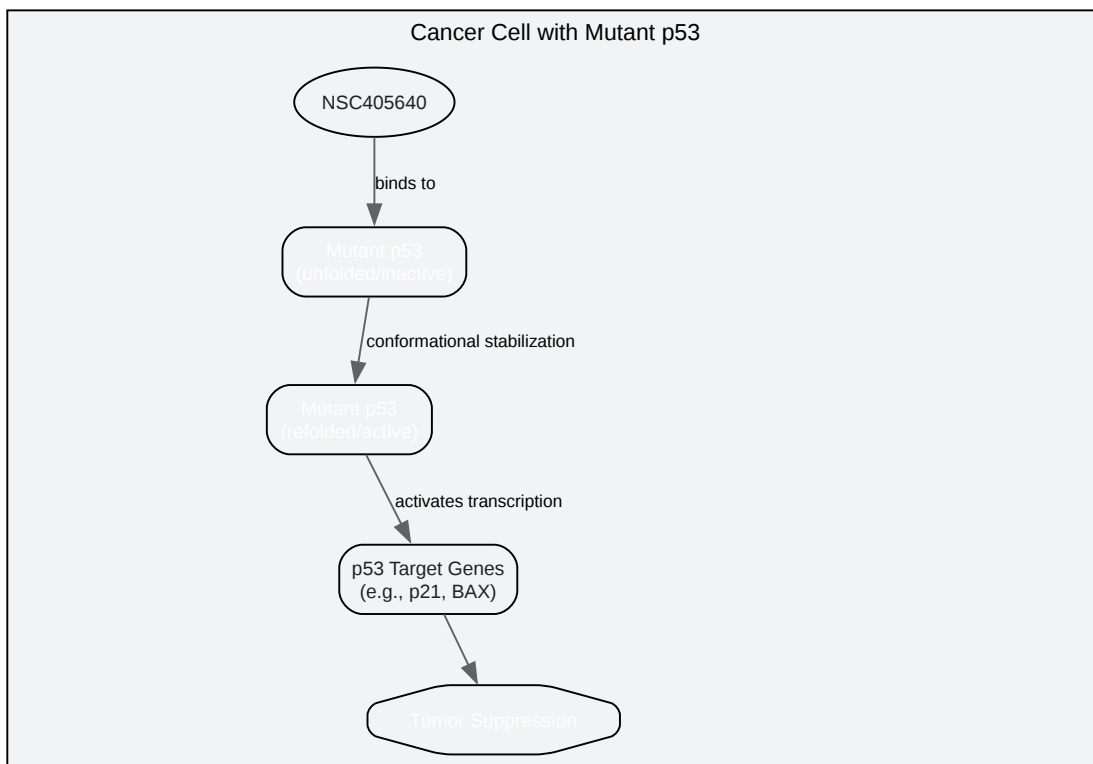 Cancer Cell with Mutant p53
NSC405640
binds to
Mutant p53
(unfolded/inactive)
conformational stabilization
Mutant p53
(refolded/active)
activates transcription
p53 Target Genes
(e.g., p21, BAX)
Tumor Suppression